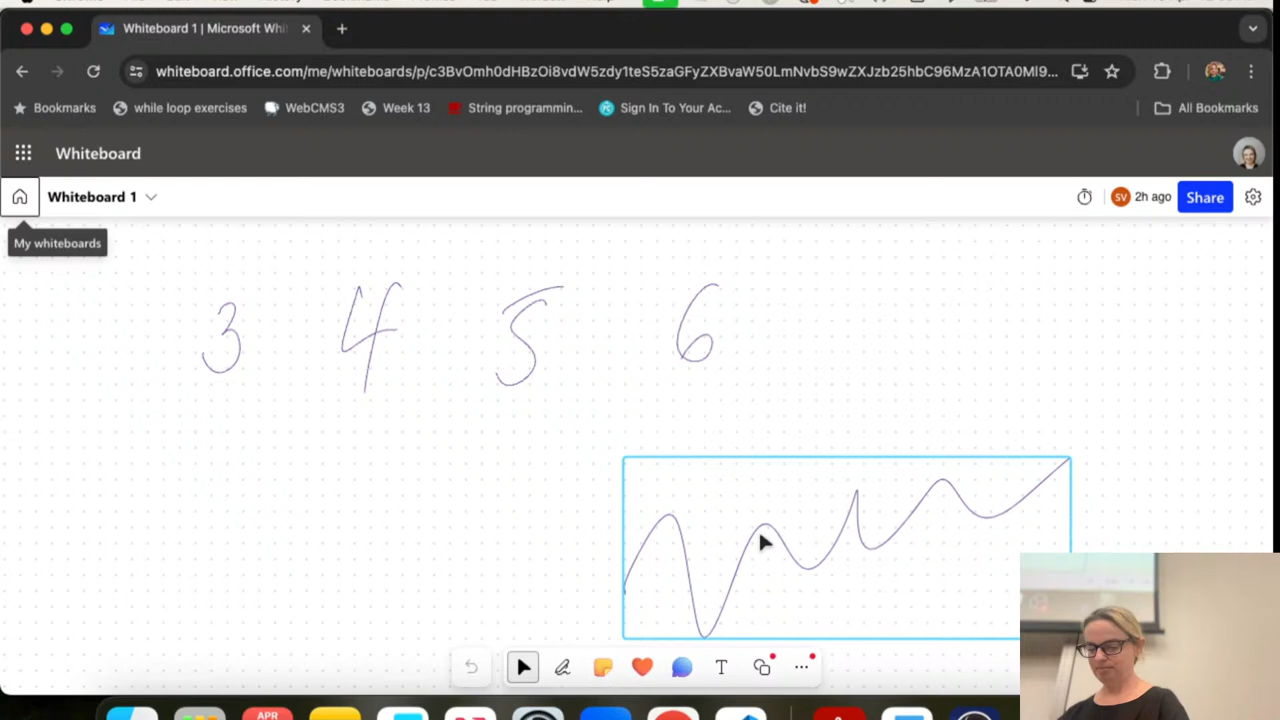 Whiteboard 1 | Microsoft Whi
whiteboard.office.com/me/whiteboards/p/c3BvOmh0dHBzOi8vdW5zdy1teS5zaGFyZXBvaW50LmNvbS9wZXJzb25hbC96MzA1OTA0Ml9...
Bookmarks while loop exercises WebCMS3 Week 13 String programmin... Sign In To Your Ac... Cite it! All Bookmarks
Whiteboard
Whiteboard 1 SV 2h ago Share
My whiteboards
3 4 5 6
T
APR